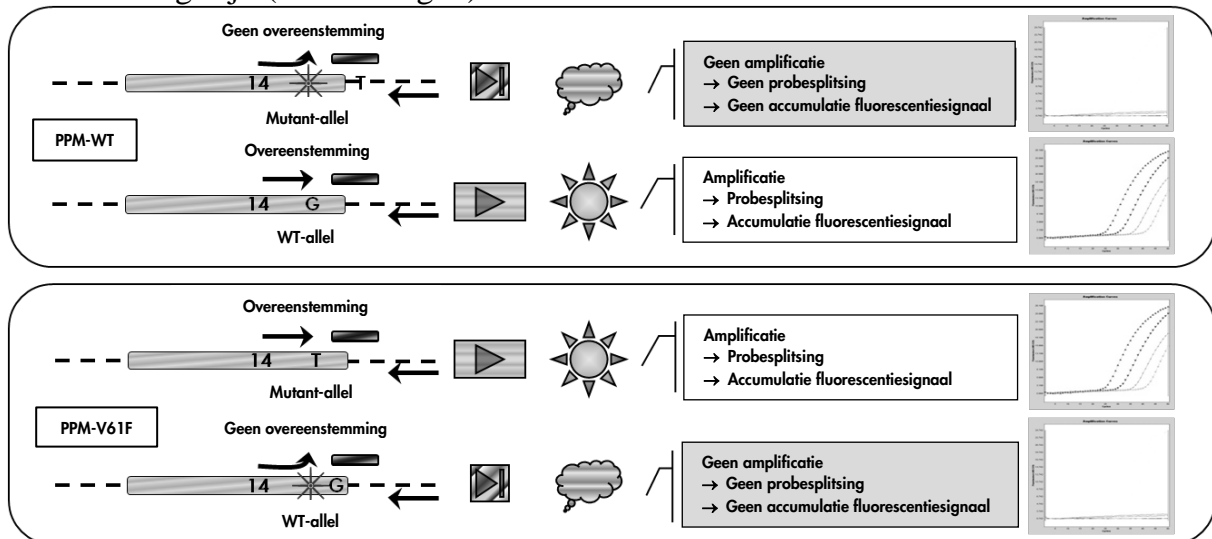 Geen overeenstemming
14
T
Mutant-allel
Geen amplificatie
→ Geen probesplitsing
→ Geen accumulatie fluorescentiesignaal
PPM-WT
Overeenstemming
14 G
WT-allel
Amplificatie
→ Probesplitsing
→ Accumulatie fluorescentiesignaal
Overeenstemming
14 T
Mutant-allel
Amplificatie
→ Probesplitsing
→ Accumulatie fluorescentiesignaal
PPM-V61F
Geen overeenstemming
14 G
WT-allel
Geen amplificatie
→ Geen probesplitsing
→ Geen accumulatie fluorescentiesignaal